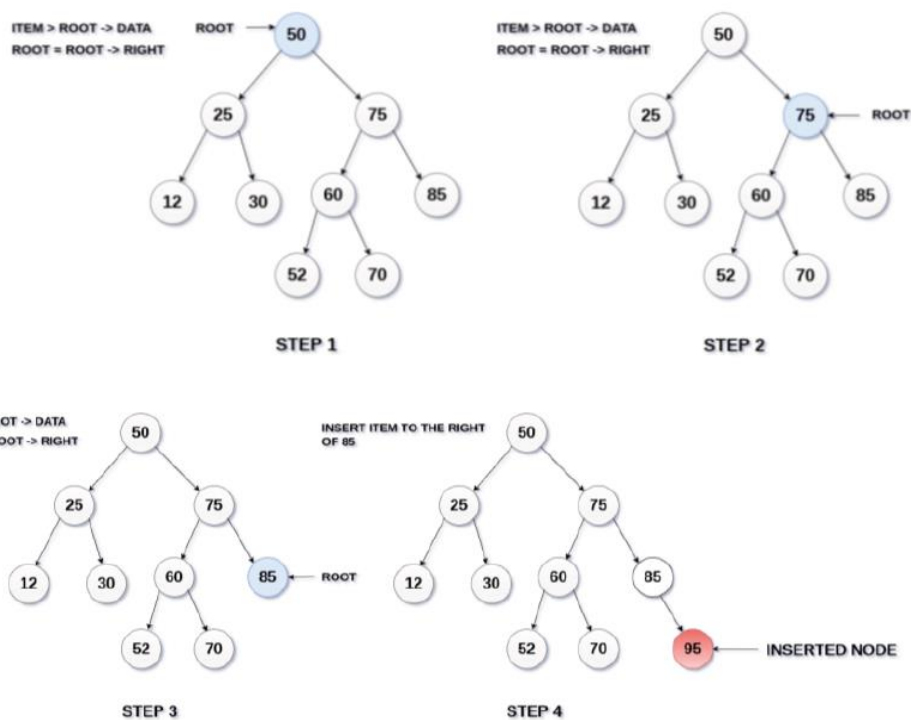 ITEM > ROOT -> DATA
ROOT = ROOT -> RIGHT
ROOT
50
25
75
12
30
60
85
52
70
STEP 1
ITEM > ROOT -> DATA
ROOT = ROOT -> RIGHT
50
25
75
ROOT
12
30
60
85
52
70
STEP 2
OOT -> DATA
OOT -> RIGHT
50
25
75
12
30
60
85
ROOT
52
70
STEP 3
INSERT ITEM TO THE RIGHT
OF 85
50
25
75
12
30
60
85
52
70
95
INSERTED NODE
STEP 4